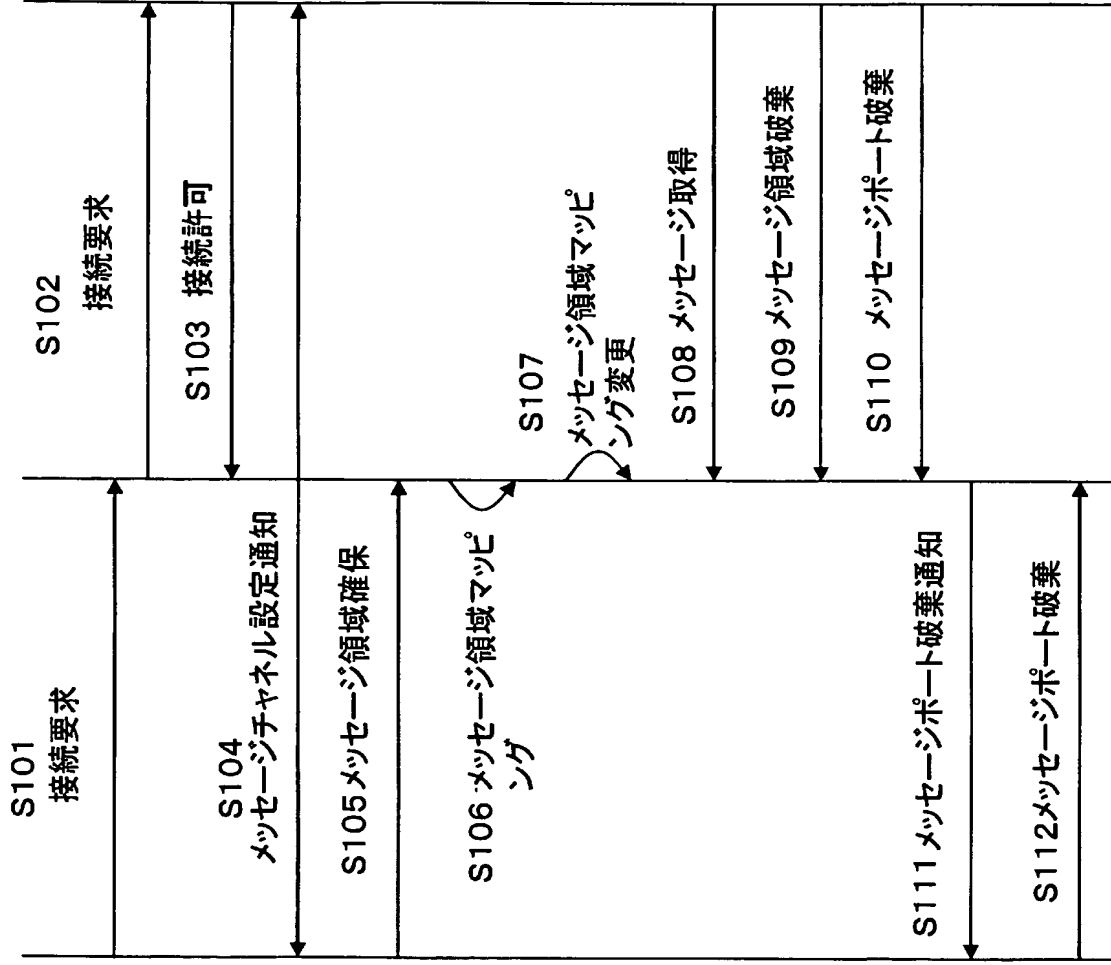 S101
接続要求
S102
接続要求
S103 接続許可
S104
メッセージチャネル設定通知
S105メッセージ領域確保
S106 メッセージ領域マッピ
ング
S107
メッセージ領域マッピ
ング変更
S108 メッセージ取得
S109 メッセージ領域破棄
S110 メッセージポート破棄
S111メッセージポート破棄通知
S112メッセージポート破棄